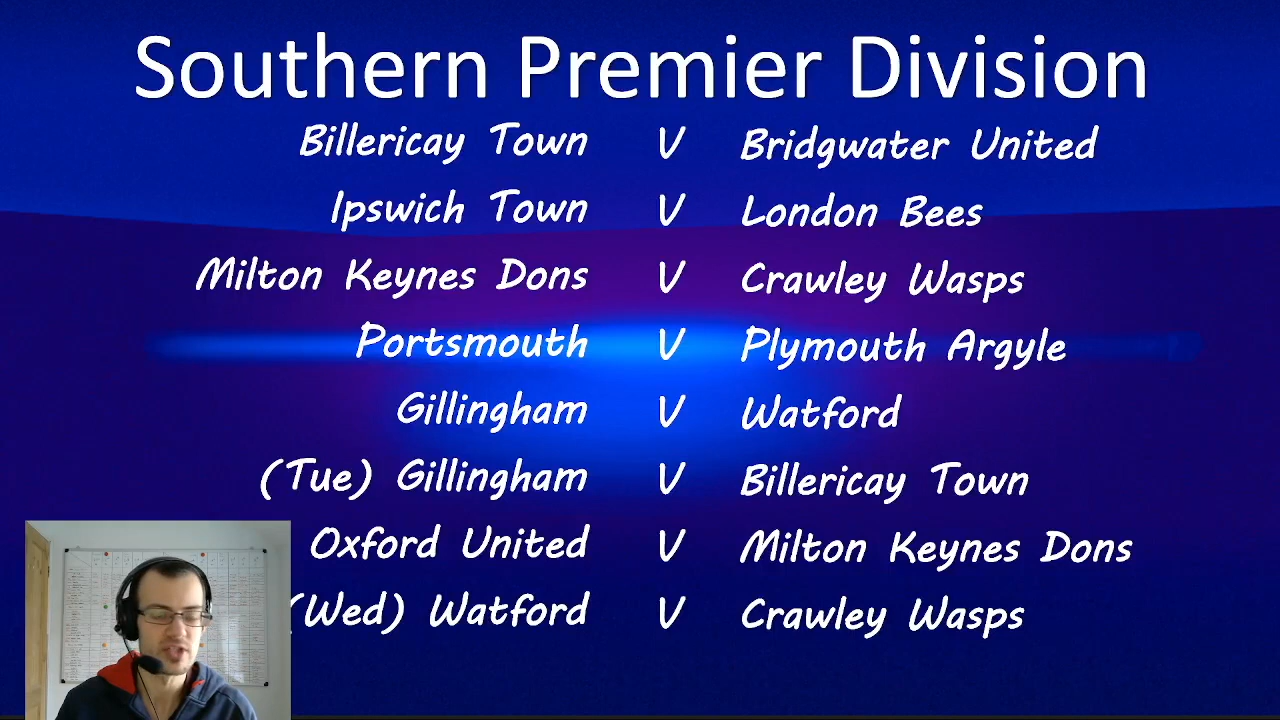 Southern Premier Division
Billericay Town V Bridgwater United
Ipswich Town V London Bees
Milton Keynes Dons V Crawley Wasps
Portsmouth V Plymouth Argyle
Gillingham V Watford
(Tue) Gillingham V Billericay Town
Oxford United V Milton Keynes Dons
(Wed) Watford V Crawley Wasps